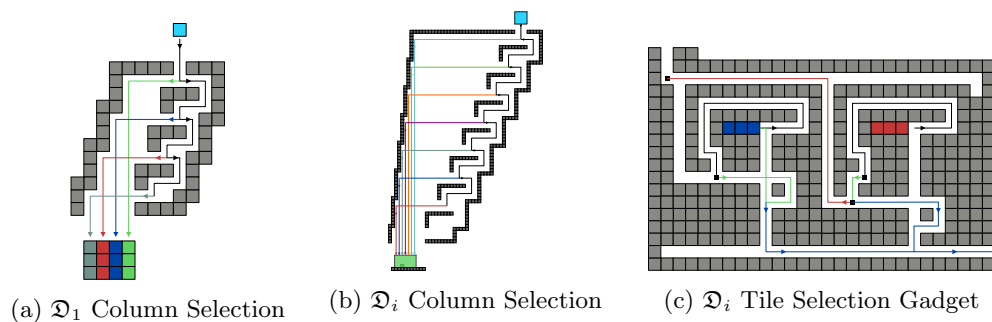 (a) 𝔇₁ Column Selection
(b) 𝔇ᵢ Column Selection
(c) 𝔇ᵢ Tile Selection Gadget